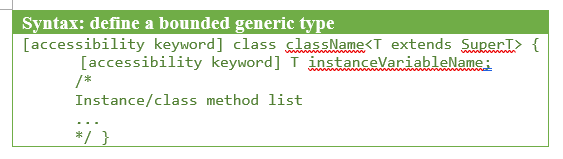 Syntax: define a bounded generic type
[accessibility keyword] class className<T extends SuperT> {
[accessibility keyword] T instanceVariableName;
/*
Instance/class method list
...
*/ }